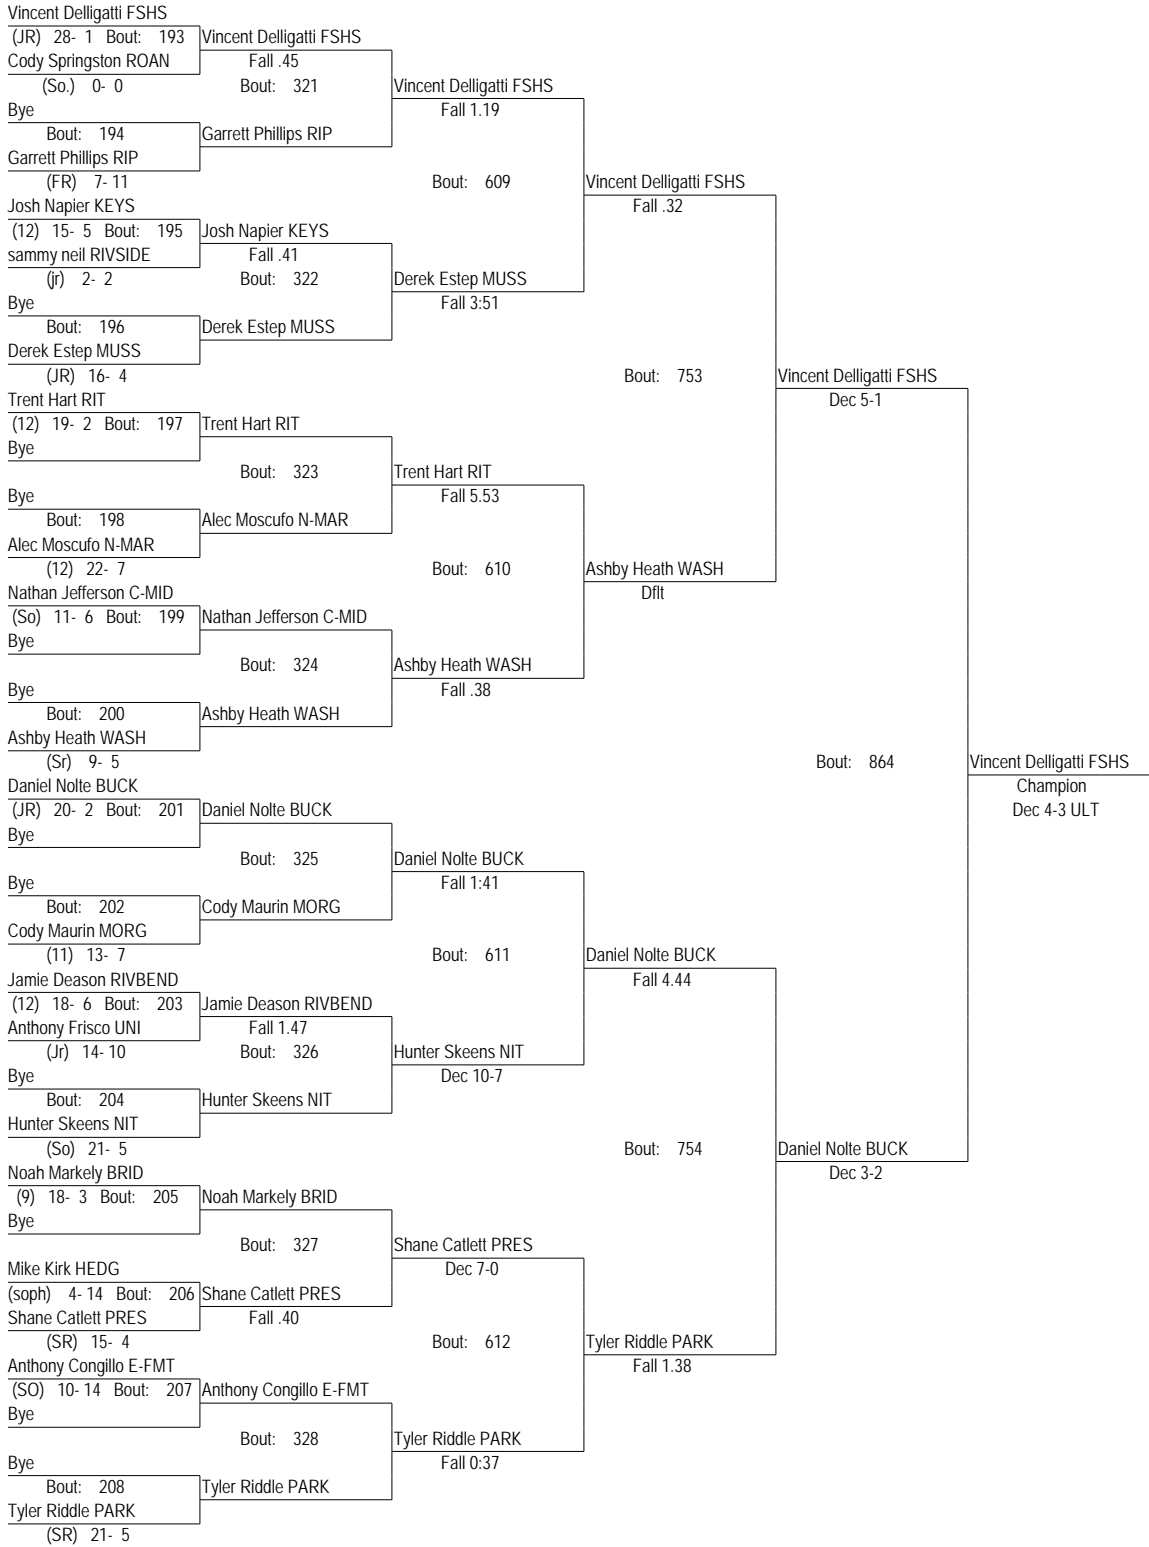 Vincent Delligatti FSHS
(JR) 28- 1 Bout: 193 Vincent Delligatti FSHS
Cody Springston ROAN Fall .45
(So.) 0- 0 Bout: 321 Vincent Delligatti FSHS
Bye Fall 1.19
Bout: 194 Garrett Phillips RIP
Garrett Phillips RIP
(FR) 7- 11 Bout: 609 Vincent Delligatti FSHS
Josh Napier KEYS Fall .32
(12) 15- 5 Bout: 195 Josh Napier KEYS
sammy neil RIVSIDE Fall .41
(jr) 2- 2 Bout: 322 Derek Estep MUSS
Bye Fall 3:51
Bout: 196 Derek Estep MUSS
Derek Estep MUSS
(JR) 16- 4 Bout: 753 Vincent Delligatti FSHS
Trent Hart RIT Dec 5-1
(12) 19- 2 Bout: 197 Trent Hart RIT
Bye
Bout: 323 Trent Hart RIT
Bye Fall 5.53
Bout: 198 Alec Moscufo N-MAR
Alec Moscufo N-MAR
(12) 22- 7 Bout: 610 Ashby Heath WASH
Nathan Jefferson C-MID Dflt
(So) 11- 6 Bout: 199 Nathan Jefferson C-MID
Bye
Bout: 324 Ashby Heath WASH
Bye Fall .38
Bout: 200 Ashby Heath WASH
Ashby Heath WASH
(Sr) 9- 5 Bout: 864 Vincent Delligatti FSHS
Daniel Nolte BUCK Champion
(JR) 20- 2 Bout: 201 Daniel Nolte BUCK Dec 4-3 ULT
Bye
Bout: 325 Daniel Nolte BUCK
Bye Fall 1:41
Bout: 202 Cody Maurin MORG
Cody Maurin MORG
(11) 13- 7 Bout: 611 Daniel Nolte BUCK
Jamie Deason RIVBEND Fall 4.44
(12) 18- 6 Bout: 203 Jamie Deason RIVBEND
Anthony Frisco UNI Fall 1.47
(Jr) 14- 10 Bout: 326 Hunter Skeens NIT
Bye Dec 10-7
Bout: 204 Hunter Skeens NIT
Hunter Skeens NIT
(So) 21- 5 Bout: 754 Daniel Nolte BUCK
Noah Markely BRID Dec 3-2
(9) 18- 3 Bout: 205 Noah Markely BRID
Bye
Bout: 327 Shane Catlett PRES
Mike Kirk HEDG Dec 7-0
(soph) 4- 14 Bout: 206 Shane Catlett PRES
Shane Catlett PRES Fall .40
(SR) 15- 4 Bout: 612 Tyler Riddle PARK
Anthony Congillo E-FMT Fall 1.38
(SO) 10- 14 Bout: 207 Anthony Congillo E-FMT
Bye
Bout: 328 Tyler Riddle PARK
Bye Fall 0:37
Bout: 208 Tyler Riddle PARK
Tyler Riddle PARK
(SR) 21- 5